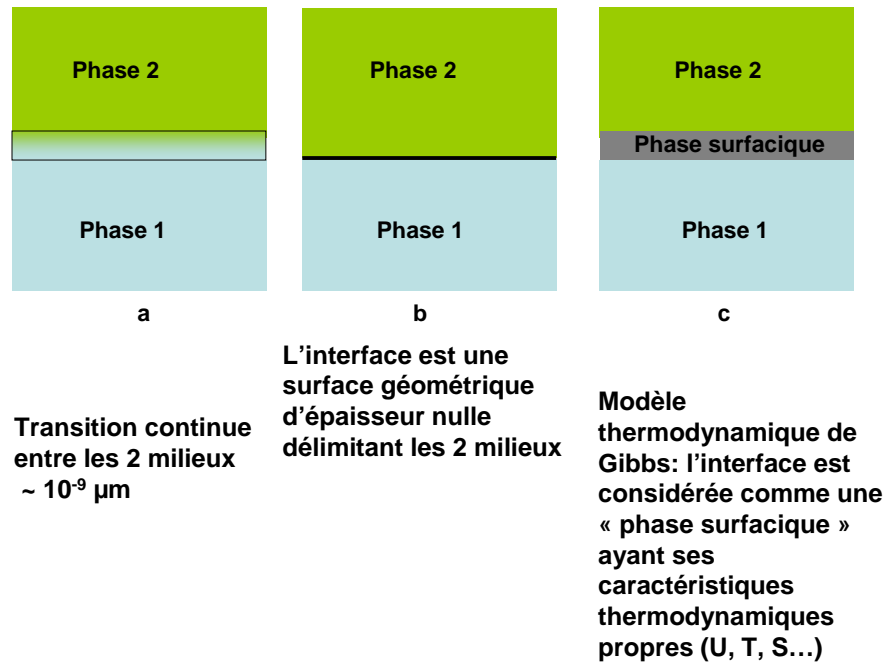 Phase 2
Phase 1
a
Transition continue
entre les 2 milieux
~ 10⁻⁹ µm
Phase 2
Phase 1
b
L'interface est une
surface géométrique
d'épaisseur nulle
délimitant les 2 milieux
Phase 2
Phase surfacique
Phase 1
c
Modèle
thermodynamique de
Gibbs: l'interface est
considérée comme une
« phase surfacique »
ayant ses
caractéristiques
thermodynamiques
propres (U, T, S…)